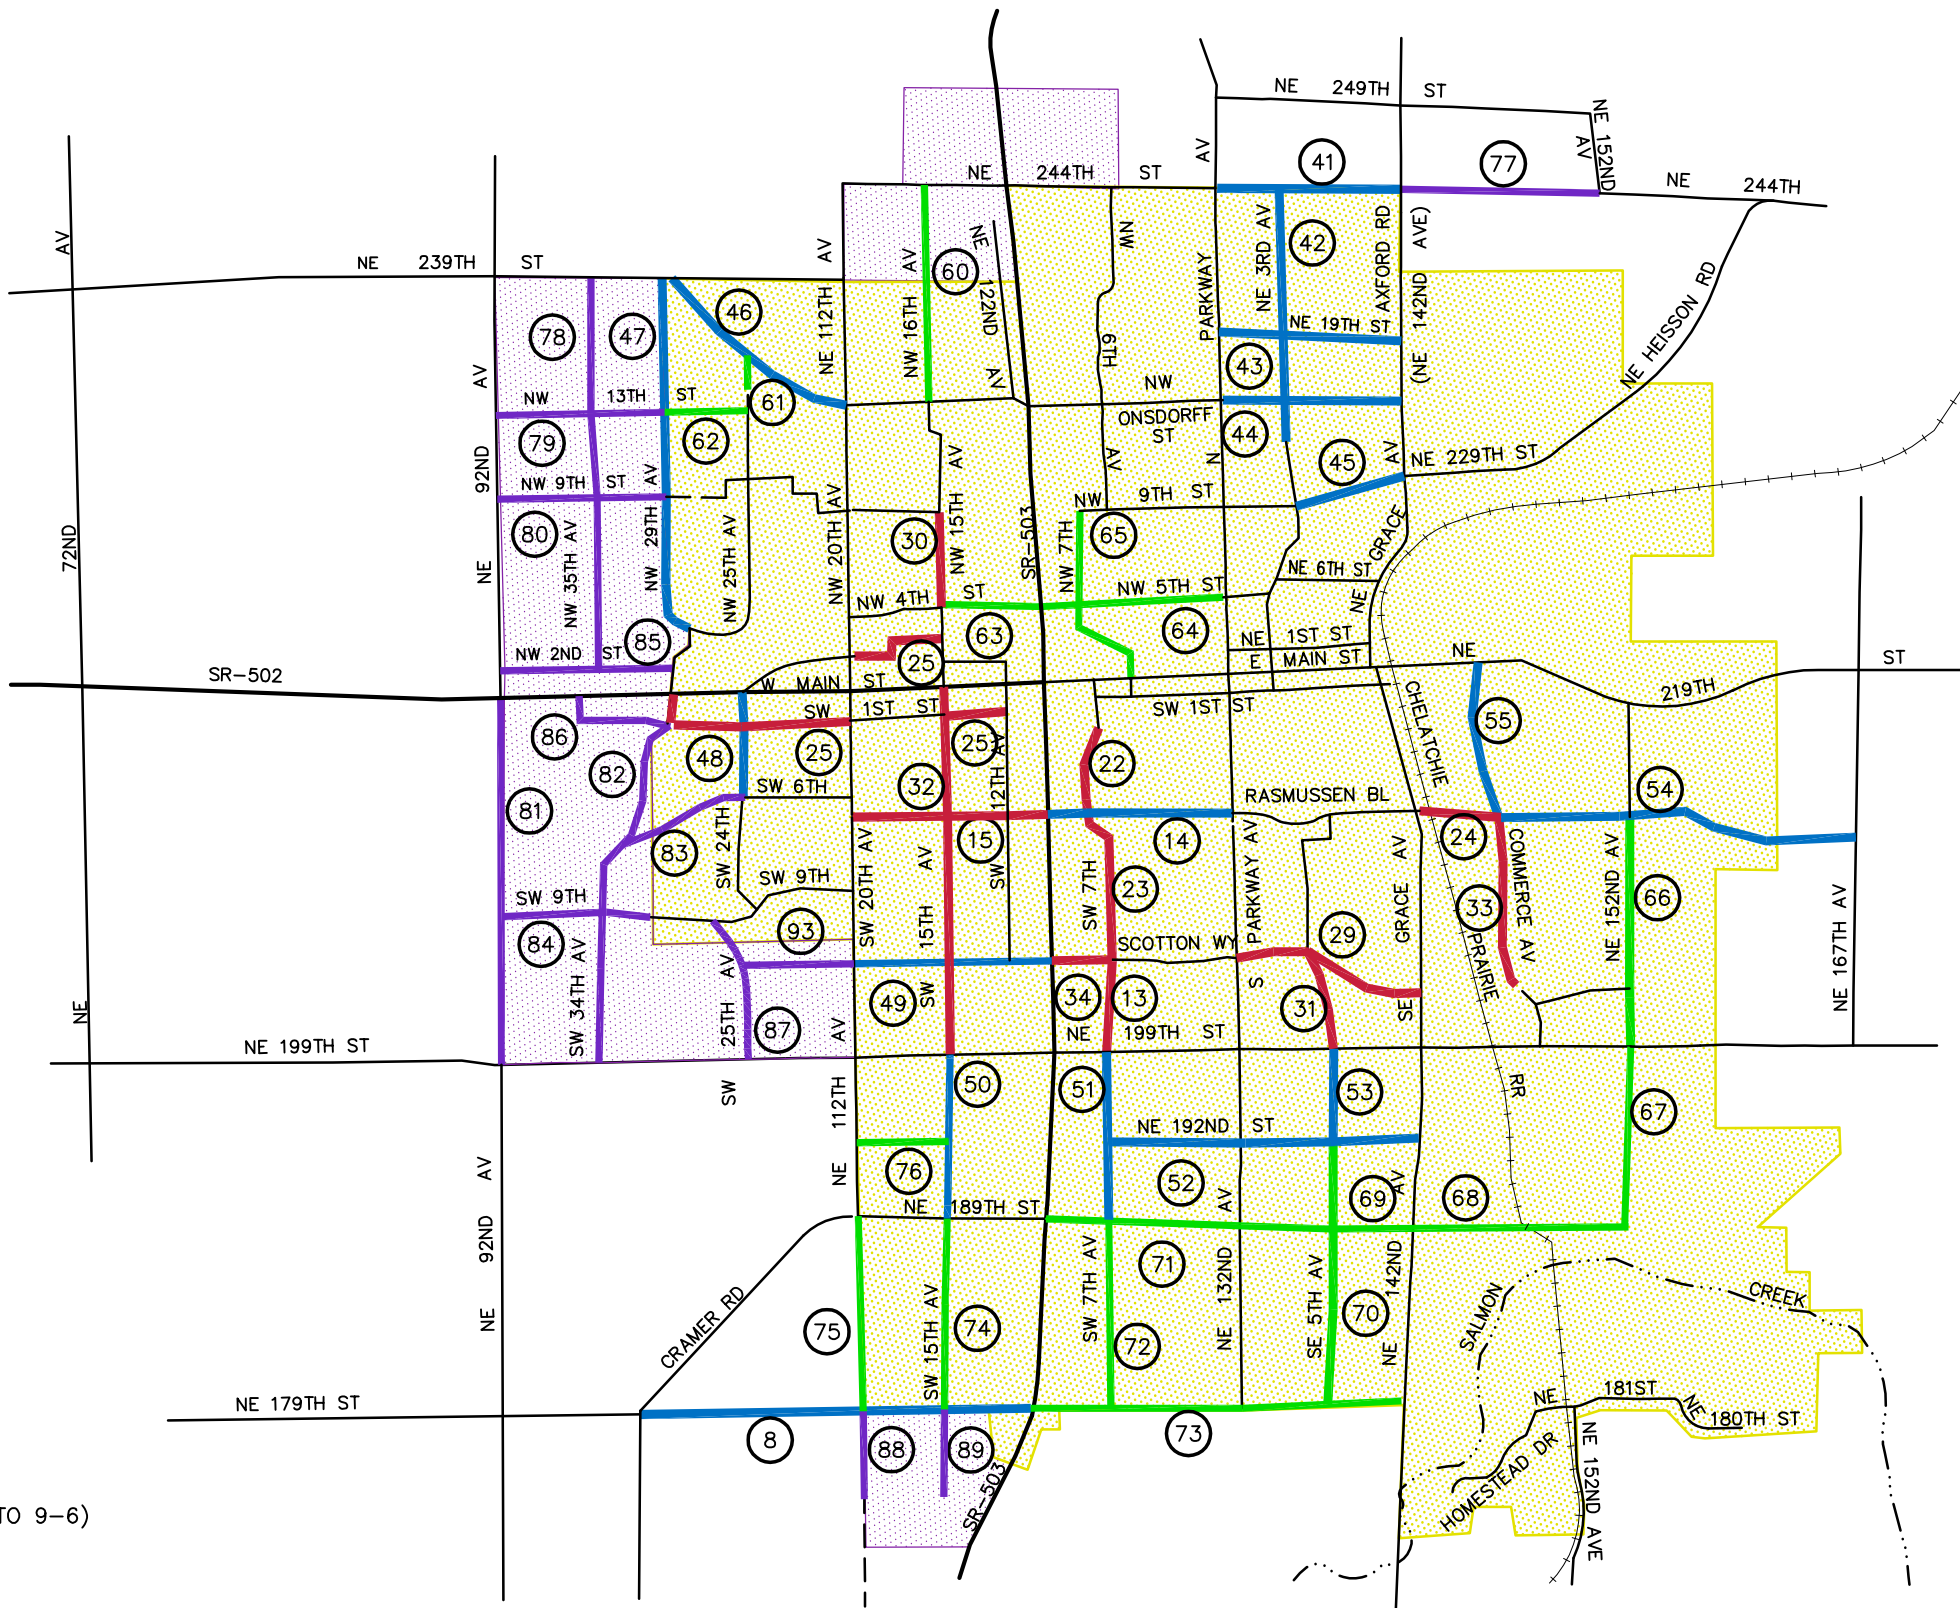 NE 249TH ST
NE 152ND AV
AV
41
77
NE 244TH ST
NE 244TH
NE 239TH ST
AV
72ND
NE
AV
92ND
NE
78
47
46
NE 112TH AV
NW 16TH AV
60
NE 122ND AV
NW 6TH AV
N PARKWAY
NE 3RD AV
42
AXFORD RD
(NE 142ND AVE)
NE 19TH ST
43
NE HEISSON RD
NW 13TH ST
61
62
NW ONSDORFF ST
44
45
AV
NE 229TH ST
79
NW 9TH ST
NW 9TH ST
80
NW 35TH AV
NW 29TH AV
NW 25TH AV
NW 20TH AV
30
NW 15TH AV
SR-503
NW 7TH
65
NE GRACE
NE 6TH ST
NW 4TH ST
NW 5TH ST
63
64
85
NW 2ND ST
25
NE 1ST ST
E MAIN ST
NE 219TH ST
SR-502
W MAIN ST
SW 1ST ST
SW 1ST ST
CHELATCHIE PRAIRIE RR
55
86
82
48
25
25
22
81
SW 6TH
32
SW 12TH AV
RASMUSSEN BL
54
83
SW 24TH
15
14
24
COMMERCE AV
NE 152ND AV
66
33
SW 9TH
SW 9TH
SW 20TH AV
SW 15TH AV
SW 7TH
23
S PARKWAY AV
SE GRACE AV
84
93
SCOTTON WY
29
SW 34TH AV
SW 25TH AV
87
49
34
13
31
NE 167TH AV
NE 199TH ST
NE 199TH ST
NE 112TH AV
50
51
53
67
NE 192ND ST
76
52
69
68
NE 92ND AV
NE 189TH ST
CRAMER RD
75
SW 15TH AV
74
SW 7TH AV
71
72
NE 132ND AV
SE 5TH AV
70
NE 142ND AV
SALMON CREEK
NE 179TH ST
8
88
89
SR-503
73
NE 181ST
NE 180TH ST
HOMESTEAD DR
NE 152ND AVE
TO 9-6)